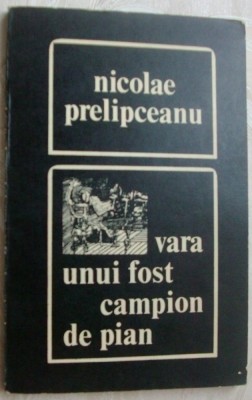 nicolae
prelipceanu
vara
unui fost
campion
de pian